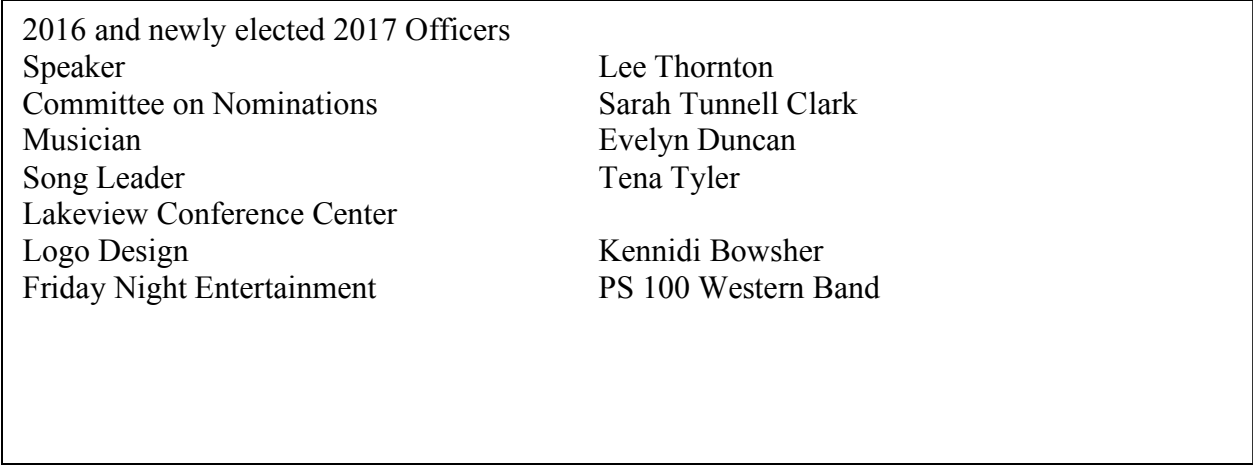 2016 and newly elected 2017 Officers
Speaker Lee Thornton
Committee on Nominations Sarah Tunnell Clark
Musician Evelyn Duncan
Song Leader Tena Tyler
Lakeview Conference Center
Logo Design Kennidi Bowsher
Friday Night Entertainment PS 100 Western Band